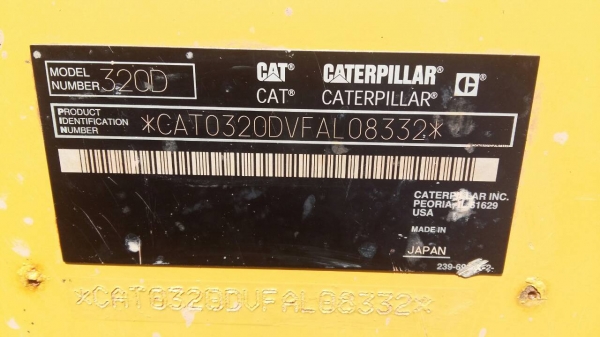 MODEL
NUMBER 320D
CAT® CATERPILLAR® C
CAT® CATERPILLAR®
PRODUCT
IDENTIFICATION
NUMBER
*CAT0320DVFAL08332*
CATERPILLAR INC.
PEORIA, IL 61629
USA
MADE IN
JAPAN
*CAT0320DVFAL08332*